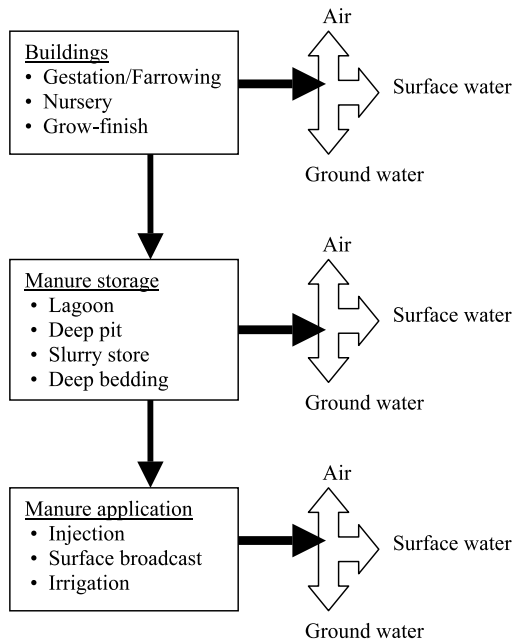 Air
Buildings
• Gestation/Farrowing
• Nursery
• Grow-finish
Surface water
Ground water
Air
Manure storage
• Lagoon
• Deep pit
• Slurry store
• Deep bedding
Surface water
Ground water
Air
Manure application
• Injection
• Surface broadcast
• Irrigation
Surface water
Ground water